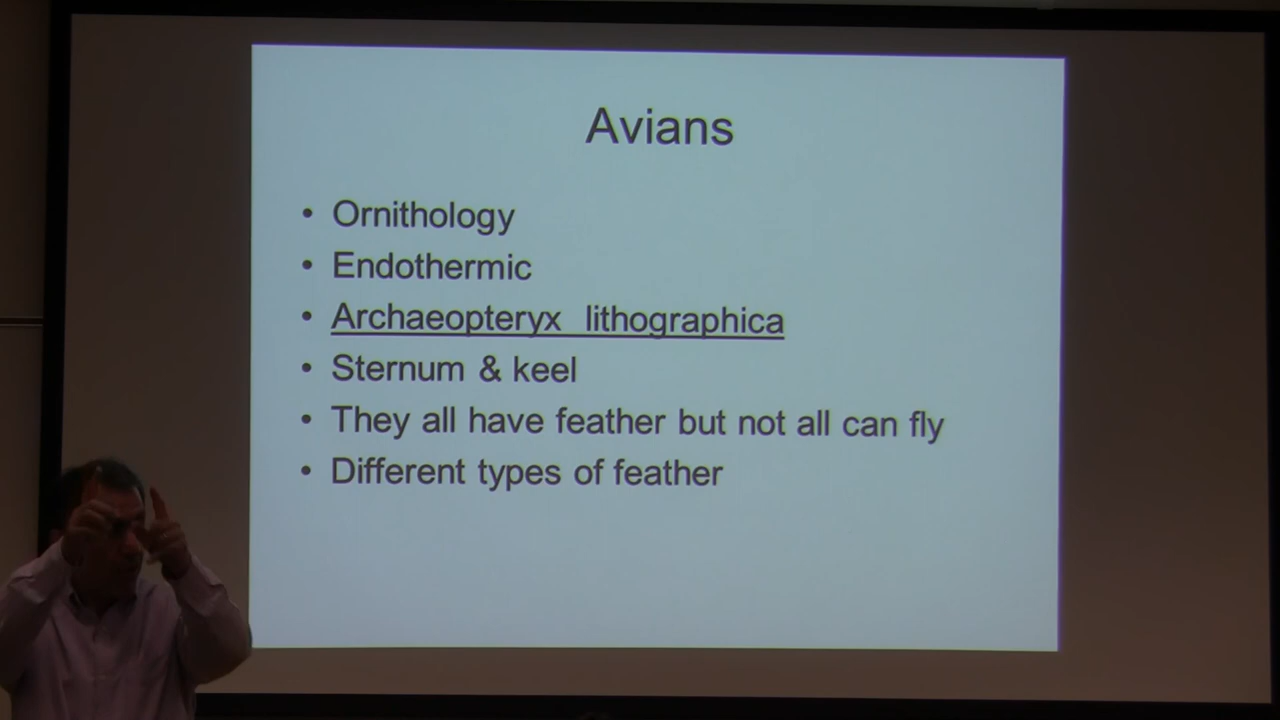 Avians
• Ornithology
• Endothermic
• Archaeopteryx lithographica
• Sternum & keel
• They all have feather but not all can fly
• Different types of feather